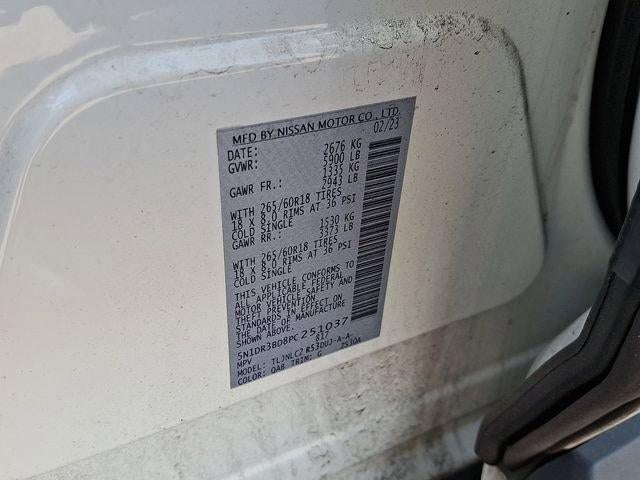 MFD BY NISSAN MOTOR CO., LTD.
DATE: 02/23
GVWR: 2676 KG
5900 LB
GAWR FR.: 1335 KG
2943 LB
WITH 265/60R18 TIRES
18 X 8.0 RIMS AT 36 PSI
COLD SINGLE
GAWR RR.: 1530 KG
3373 LB
WITH 265/60R18 TIRES
18 X 8.0 RIMS AT 36 PSI
COLD SINGLE
THIS VEHICLE CONFORMS TO
ALL APPLICABLE FEDERAL
MOTOR VEHICLE SAFETY AND
THEFT PREVENTION
STANDARDS IN EFFECT ON
THE DATE OF MANUFACTURE
SHOWN ABOVE.
5N1DR3BD8PC251037
MPV 817
MODEL: TLJNLC2 R53DUJ-A-A-
COLOR: QAB TRIM: G 2530A